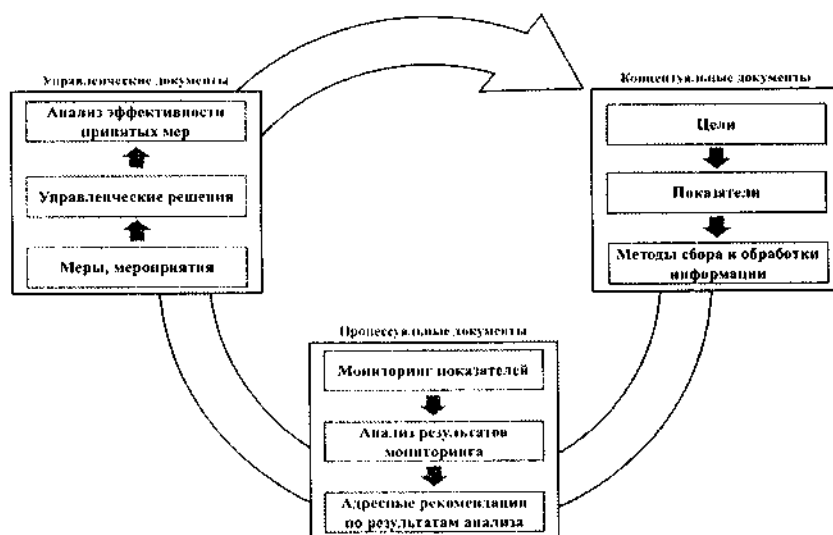 Управленческие документы
Анализ эффективности
принятых мер
Управленческие решения
Меры, мероприятия
Концептуальные документы
Цели
Показатели
Методы сбора и обработки
информации
Процессуальные документы
Мониторинг показателей
Анализ результатов
мониторинга
Адресные рекомендации
по результатам анализа